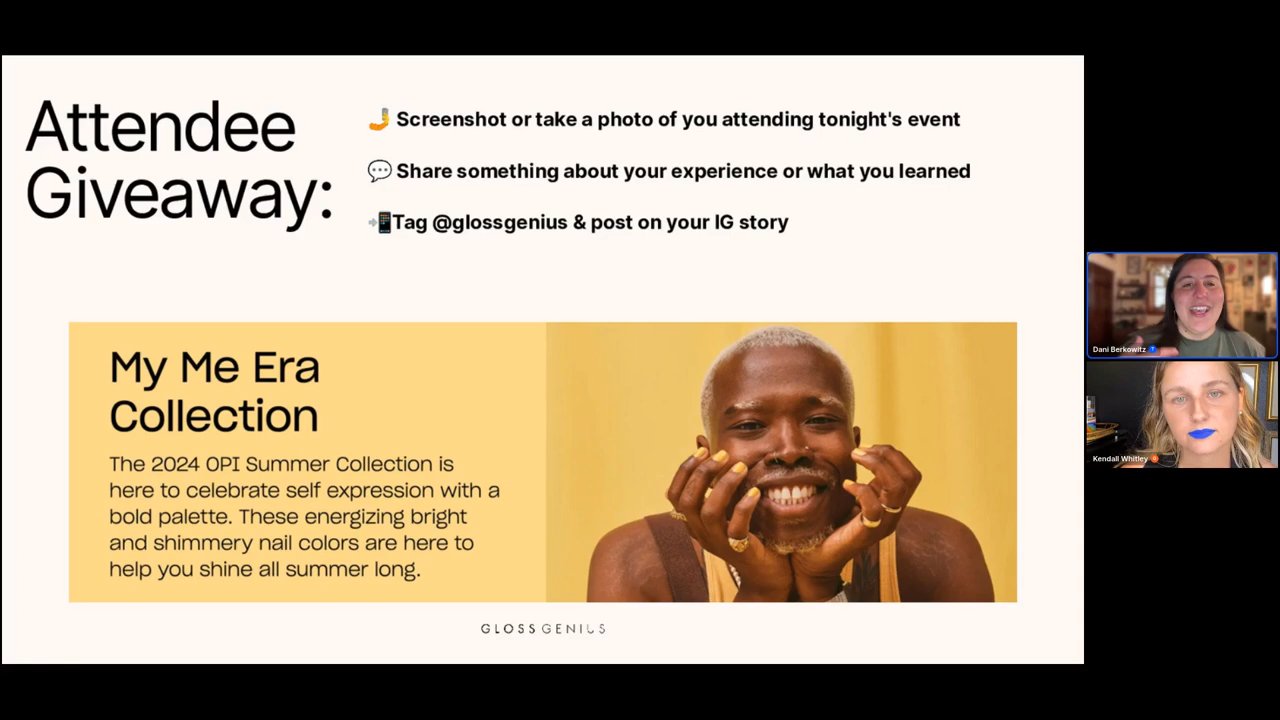 Attendee
Giveaway:
🤳 Screenshot or take a photo of you attending tonight's event
💬 Share something about your experience or what you learned
📲Tag @glossgenius & post on your IG story
My Me Era
Collection
The 2024 OPI Summer Collection is
here to celebrate self expression with a
bold palette. These energizing bright
and shimmery nail colors are here to
help you shine all summer long.
GLOSSGENIUS
Dani Berkowitz
Kendall Whitley